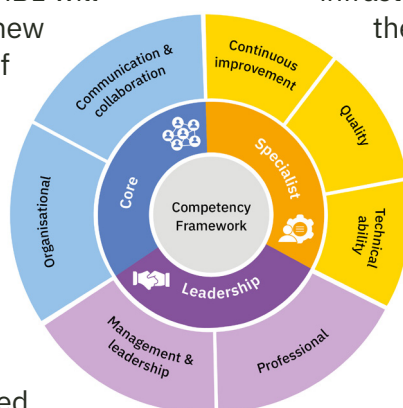 will
new
f
the
Communication &
collaboration
Continuous
improvement
Quality
Technical
ability
Organisational
Core
Specialist
Competency
Framework
Leadership
Management &
leadership
Professional
ed